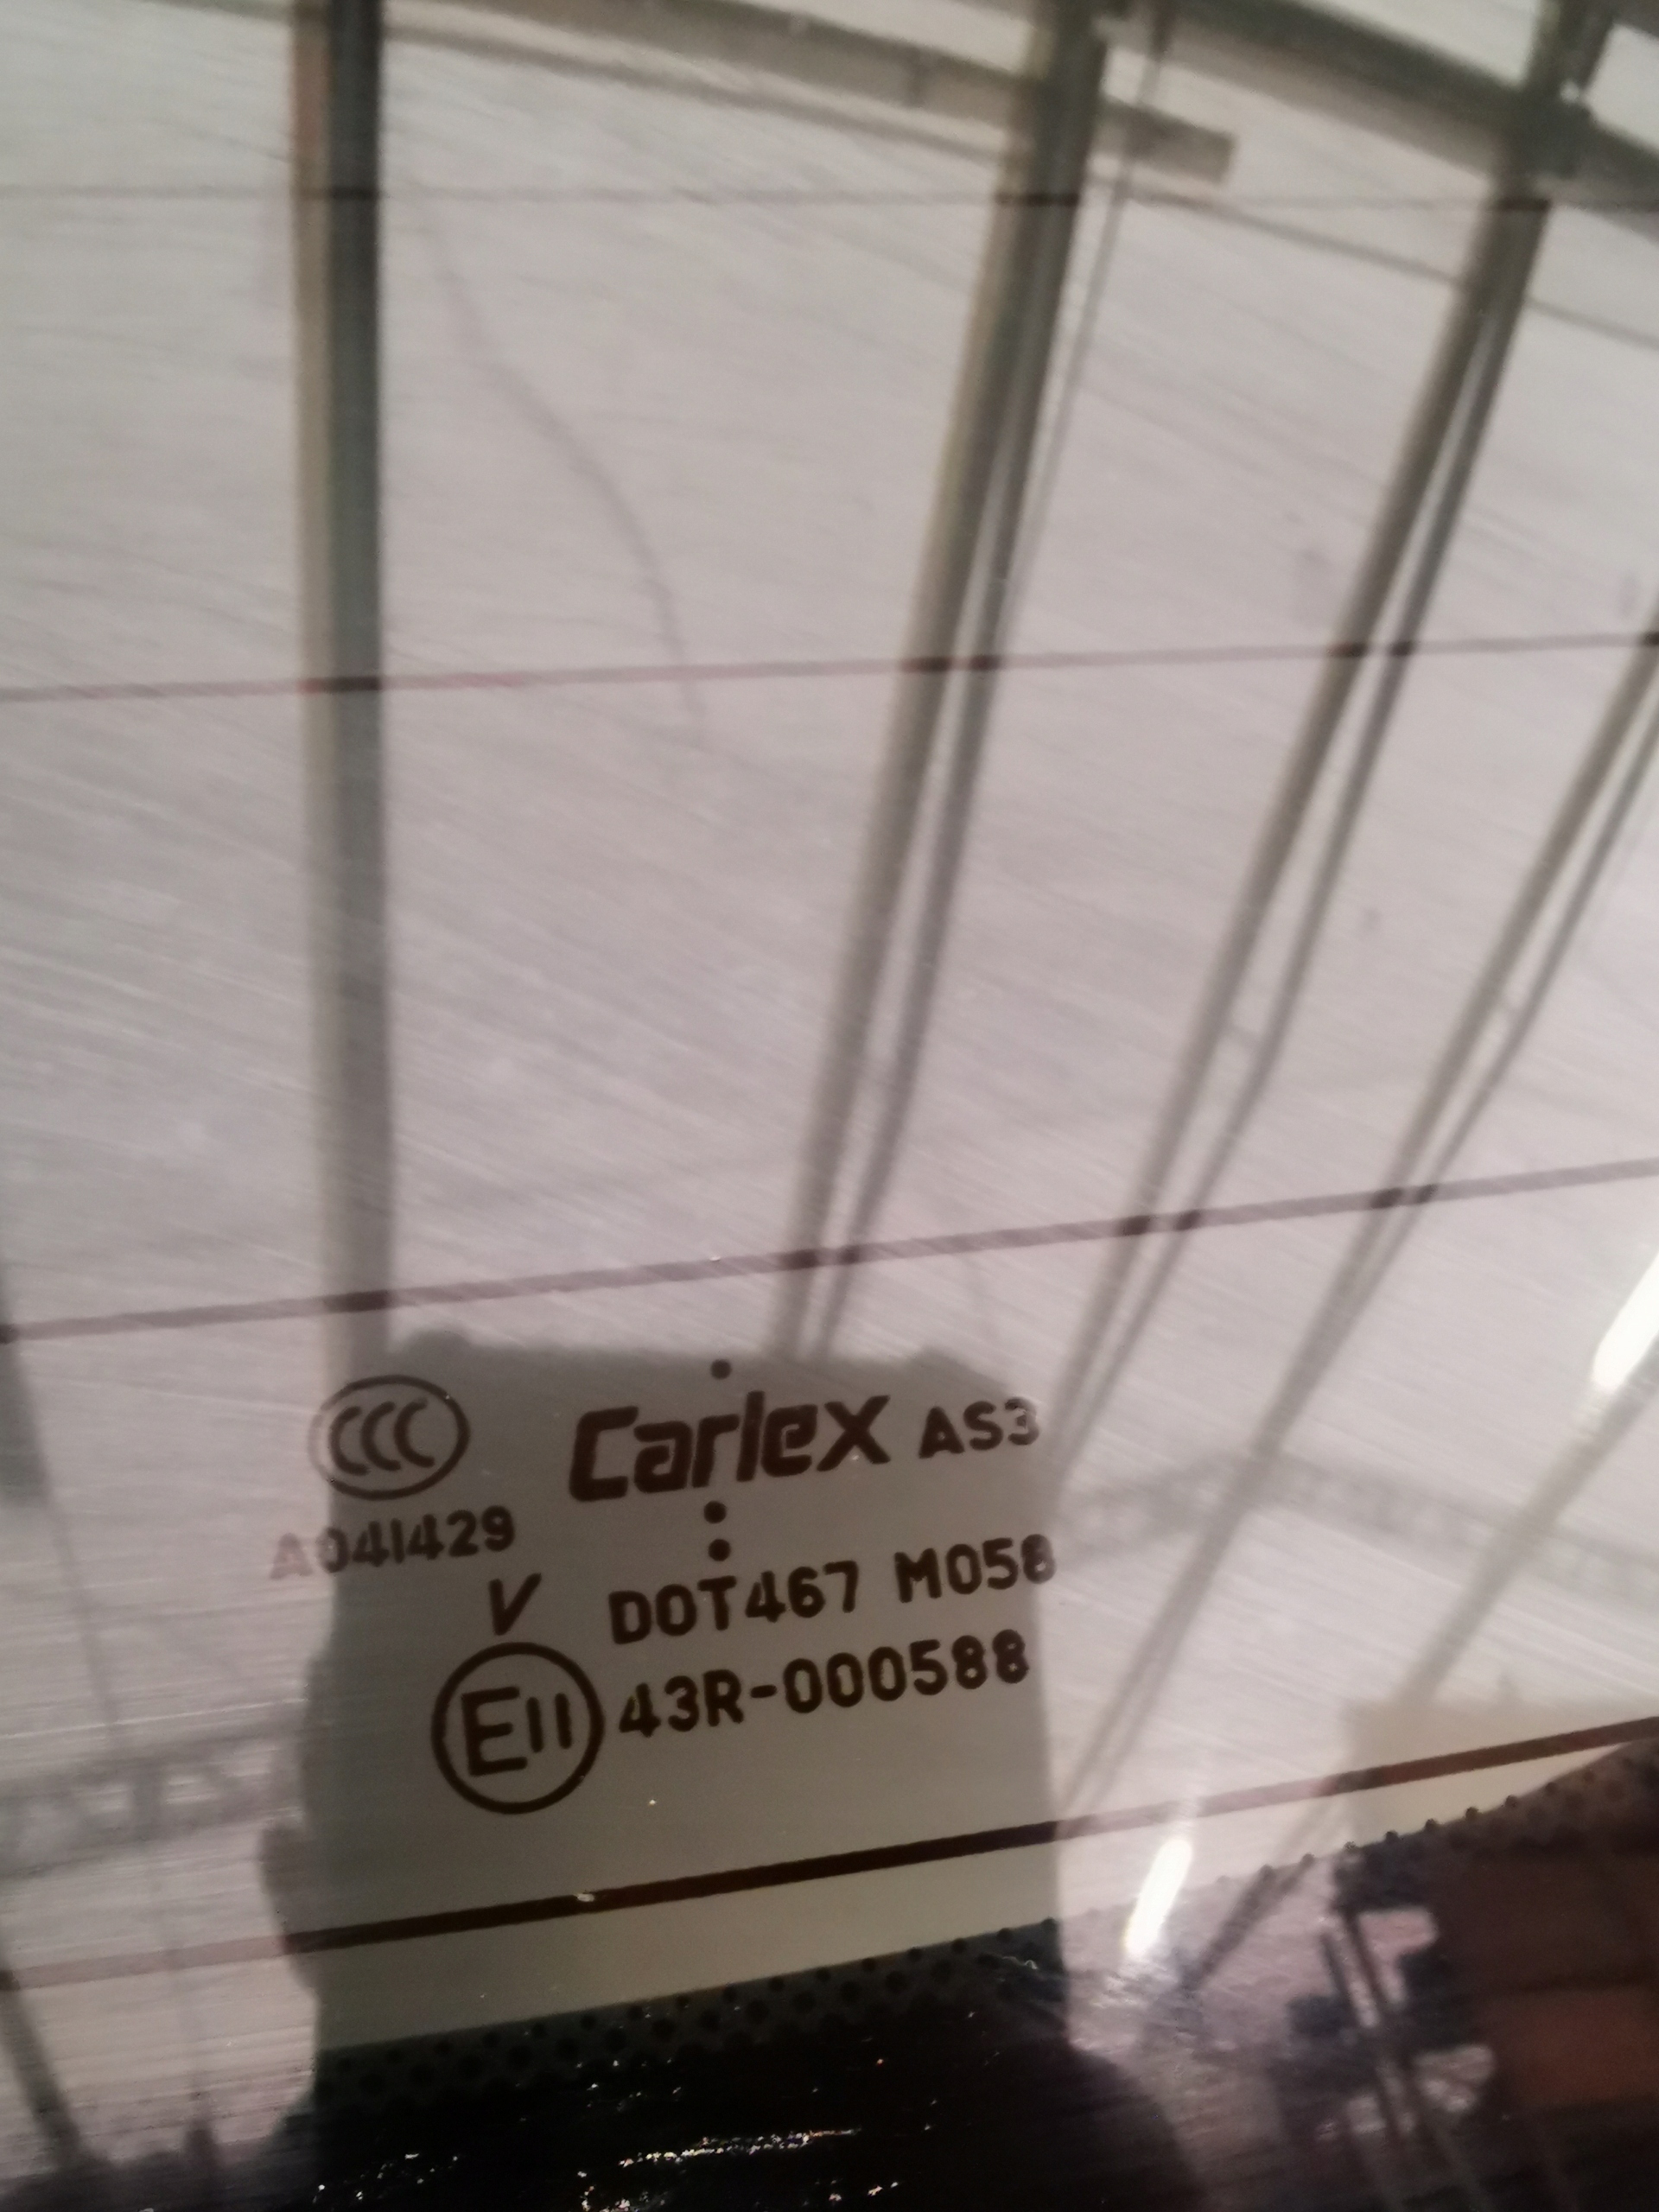 CCC Carlex AS3
A041429
V DOT467 M058
E11 43R-000588